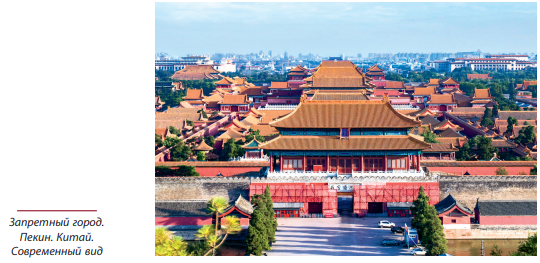 Запретный город.
Пекин. Китай.
Современный вид